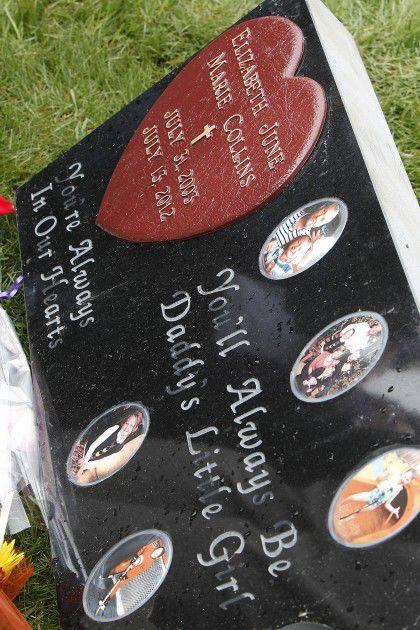 ELIZABETH JUNE
MARIE COLLINS
JULY 31, 2003
JULY 13, 2012
You're Always
In Our Hearts
You'll Always Be
Daddy's Little Girl